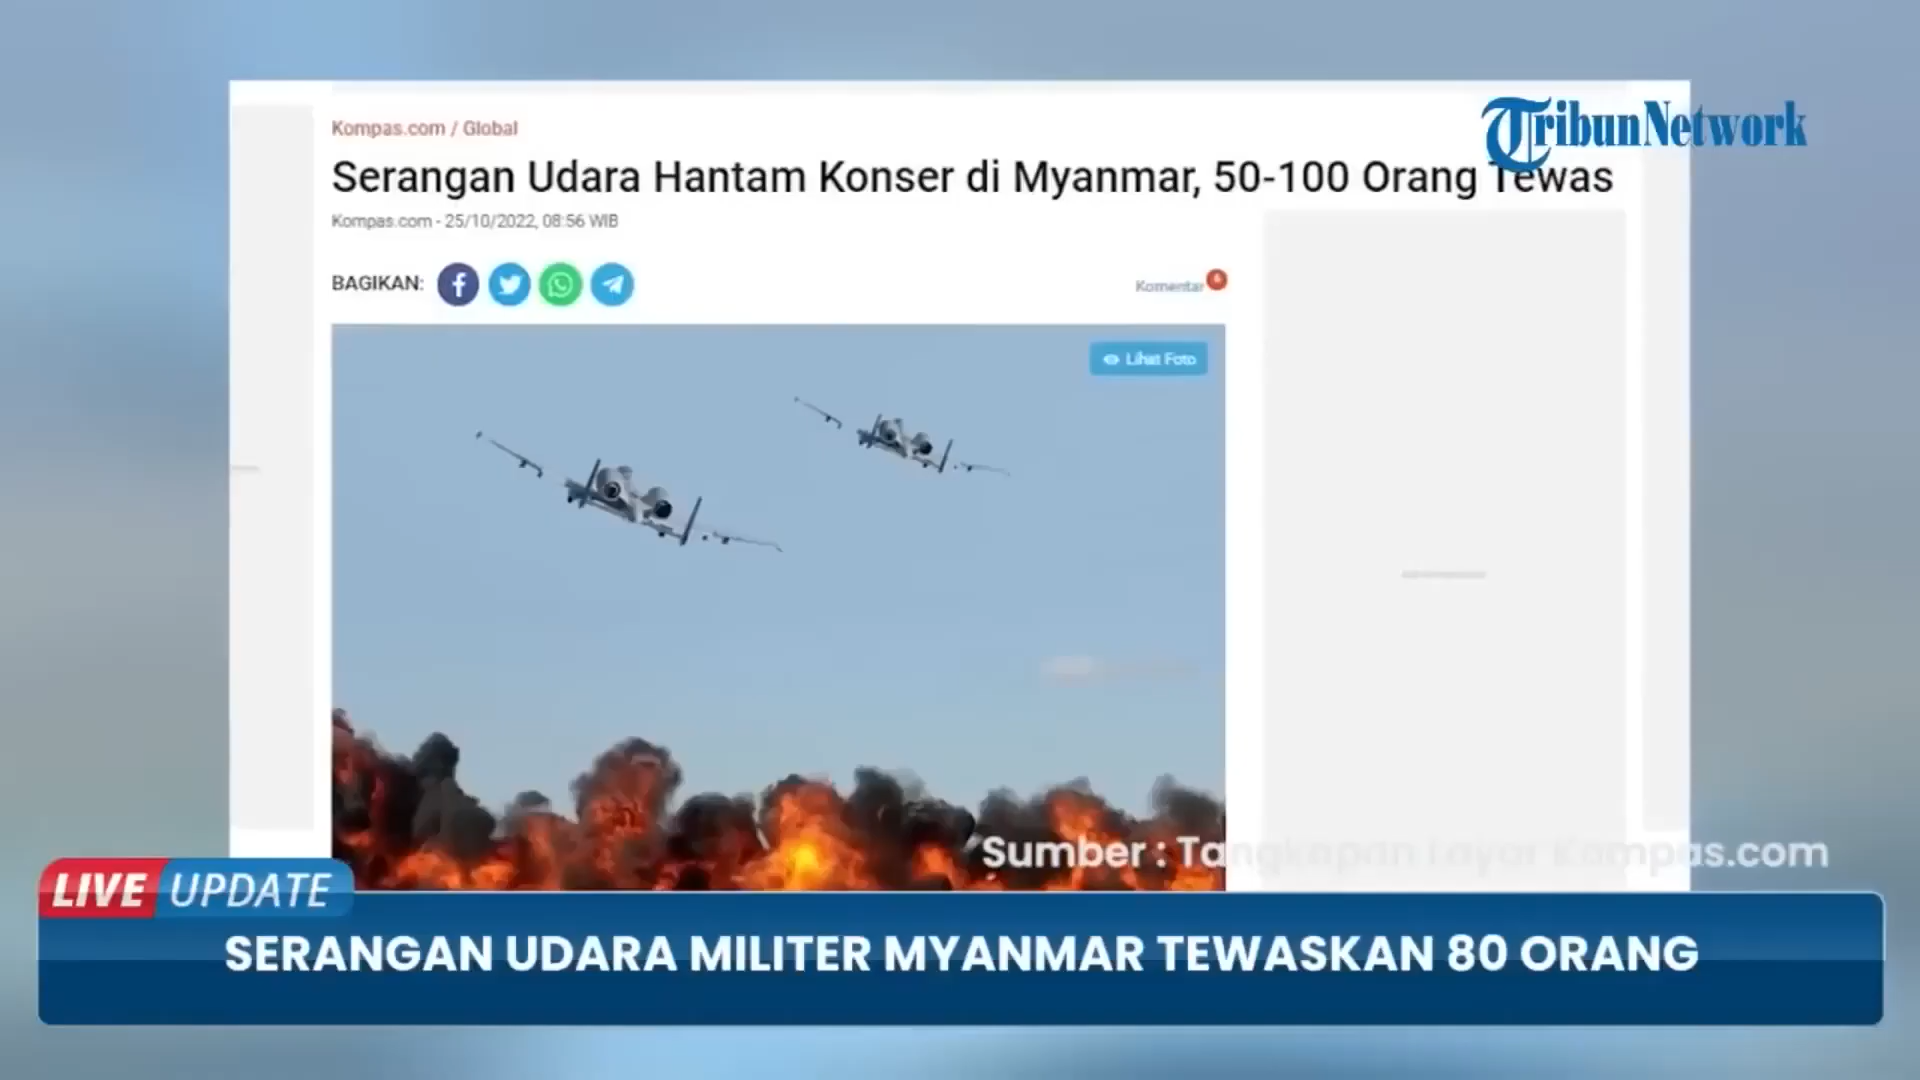 TribunNetwork
Kompas.com / Global
Serangan Udara Hantam Konser di Myanmar, 50-100 Orang Tewas
Kompas.com - 25/10/2022, 08:56 WIB
BAGIKAN:
Komentar
Lihat Foto
Sumber : Tangkapan Layar Kompas.com
LIVE UPDATE
SERANGAN UDARA MILITER MYANMAR TEWASKAN 80 ORANG